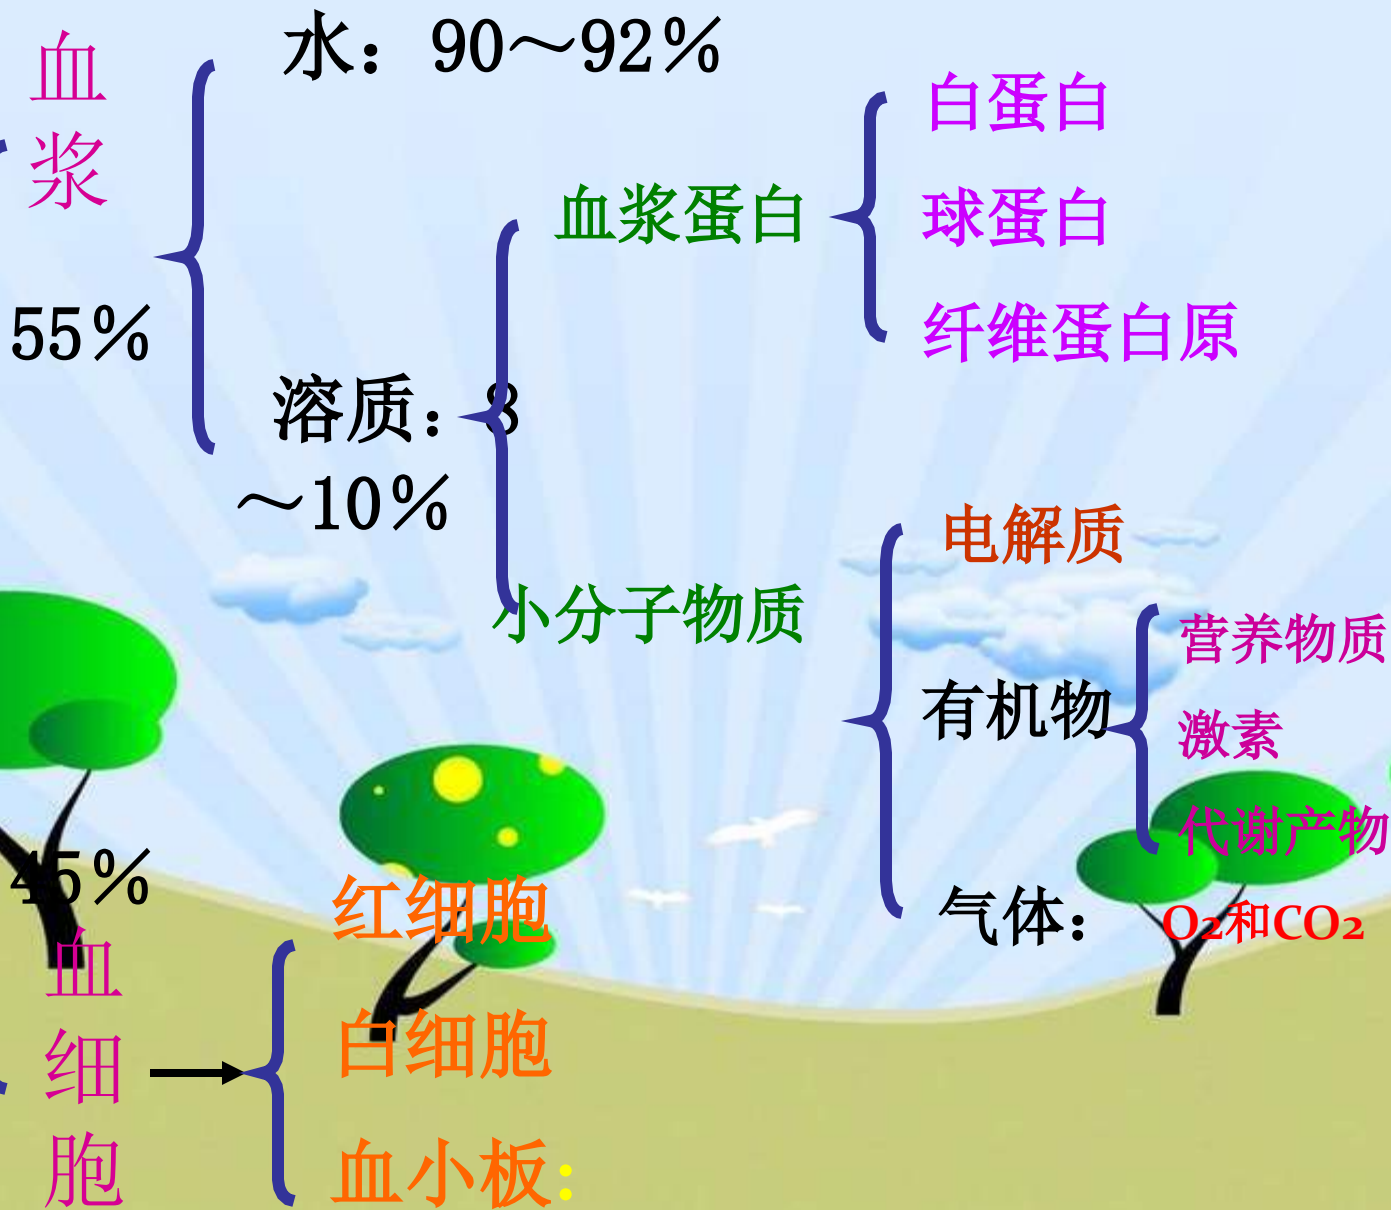 血浆
55%
水：90～92%
溶质：8
～10%
血浆蛋白
白蛋白
球蛋白
纤维蛋白原
小分子物质
电解质
有机物
营养物质
激素
代谢产物
气体：
O2和CO2
45%
血细胞
红细胞
白细胞
血小板：